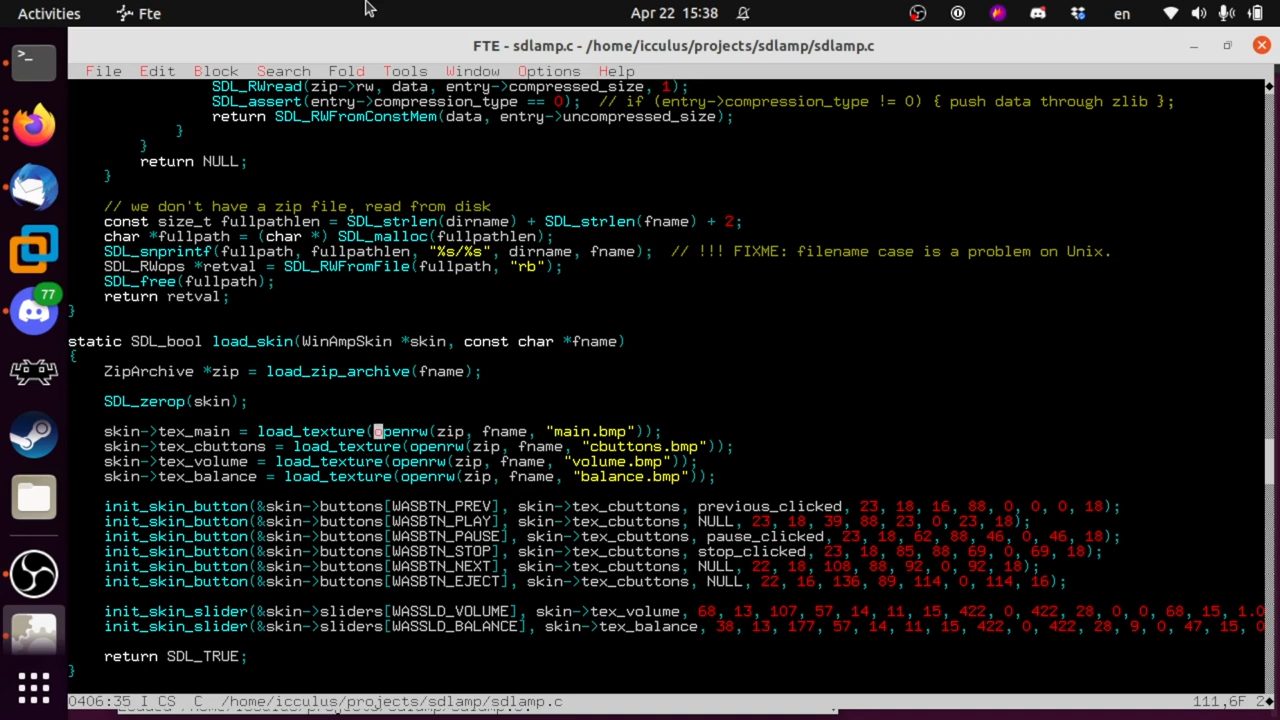 Activities
Fte
Apr 22 15:38
en
FTE - sdlamp.c - /home/icculus/projects/sdlamp/sdlamp.c
File Edit Block Search Fold Tools Window Options Help
SDL_RWread(zip->rw, data, entry->compressed_size, 1);
SDL_assert(entry->compression_type == 0);  // if (entry->compression_type != 0) { push data through zlib };
return SDL_RWFromConstMem(data, entry->uncompressed_size);
}
}
return NULL;
}
// we don't have a zip file, read from disk
const size_t fullpathlen = SDL_strlen(dirname) + SDL_strlen(fname) + 2;
char *fullpath = (char *) SDL_malloc(fullpathlen);
SDL_snprintf(fullpath, fullpathlen, "%s/%s", dirname, fname);  // !!! FIXME: filename case is a problem on Unix.
SDL_RWops *retval = SDL_RWFromFile(fullpath, "rb");
SDL_free(fullpath);
return retval;
}
static SDL_bool load_skin(WinAmpSkin *skin, const char *fname)
{
ZipArchive *zip = load_zip_archive(fname);
SDL_zerop(skin);
skin->tex_main = load_texture(openrw(zip, fname, "main.bmp"));
skin->tex_cbuttons = load_texture(openrw(zip, fname, "cbuttons.bmp"));
skin->tex_volume = load_texture(openrw(zip, fname, "volume.bmp"));
skin->tex_balance = load_texture(openrw(zip, fname, "balance.bmp"));
init_skin_button(&skin->buttons[WASBTN_PREV], skin->tex_cbuttons, previous_clicked, 23, 18, 16, 88, 0, 0, 0, 18);
init_skin_button(&skin->buttons[WASBTN_PLAY], skin->tex_cbuttons, NULL, 23, 18, 39, 88, 23, 0, 23, 18);
init_skin_button(&skin->buttons[WASBTN_PAUSE], skin->tex_cbuttons, pause_clicked, 23, 18, 62, 88, 46, 0, 46, 18);
init_skin_button(&skin->buttons[WASBTN_STOP], skin->tex_cbuttons, stop_clicked, 23, 18, 85, 88, 69, 0, 69, 18);
init_skin_button(&skin->buttons[WASBTN_NEXT], skin->tex_cbuttons, NULL, 22, 18, 108, 88, 92, 0, 92, 18);
init_skin_button(&skin->buttons[WASBTN_EJECT], skin->tex_cbuttons, NULL, 22, 16, 136, 89, 114, 0, 114, 16);
init_skin_slider(&skin->sliders[WASSLD_VOLUME], skin->tex_volume, 68, 13, 107, 57, 14, 11, 15, 422, 0, 422, 28, 0, 0, 68, 15, 1.0
init_skin_slider(&skin->sliders[WASSLD_BALANCE], skin->tex_balance, 38, 13, 177, 57, 14, 11, 15, 422, 0, 422, 28, 9, 0, 47, 15, 0
return SDL_TRUE;
}
77
0406:35 I CS  C  /home/icculus/projects/sdlamp/sdlamp.c
111,6F 2